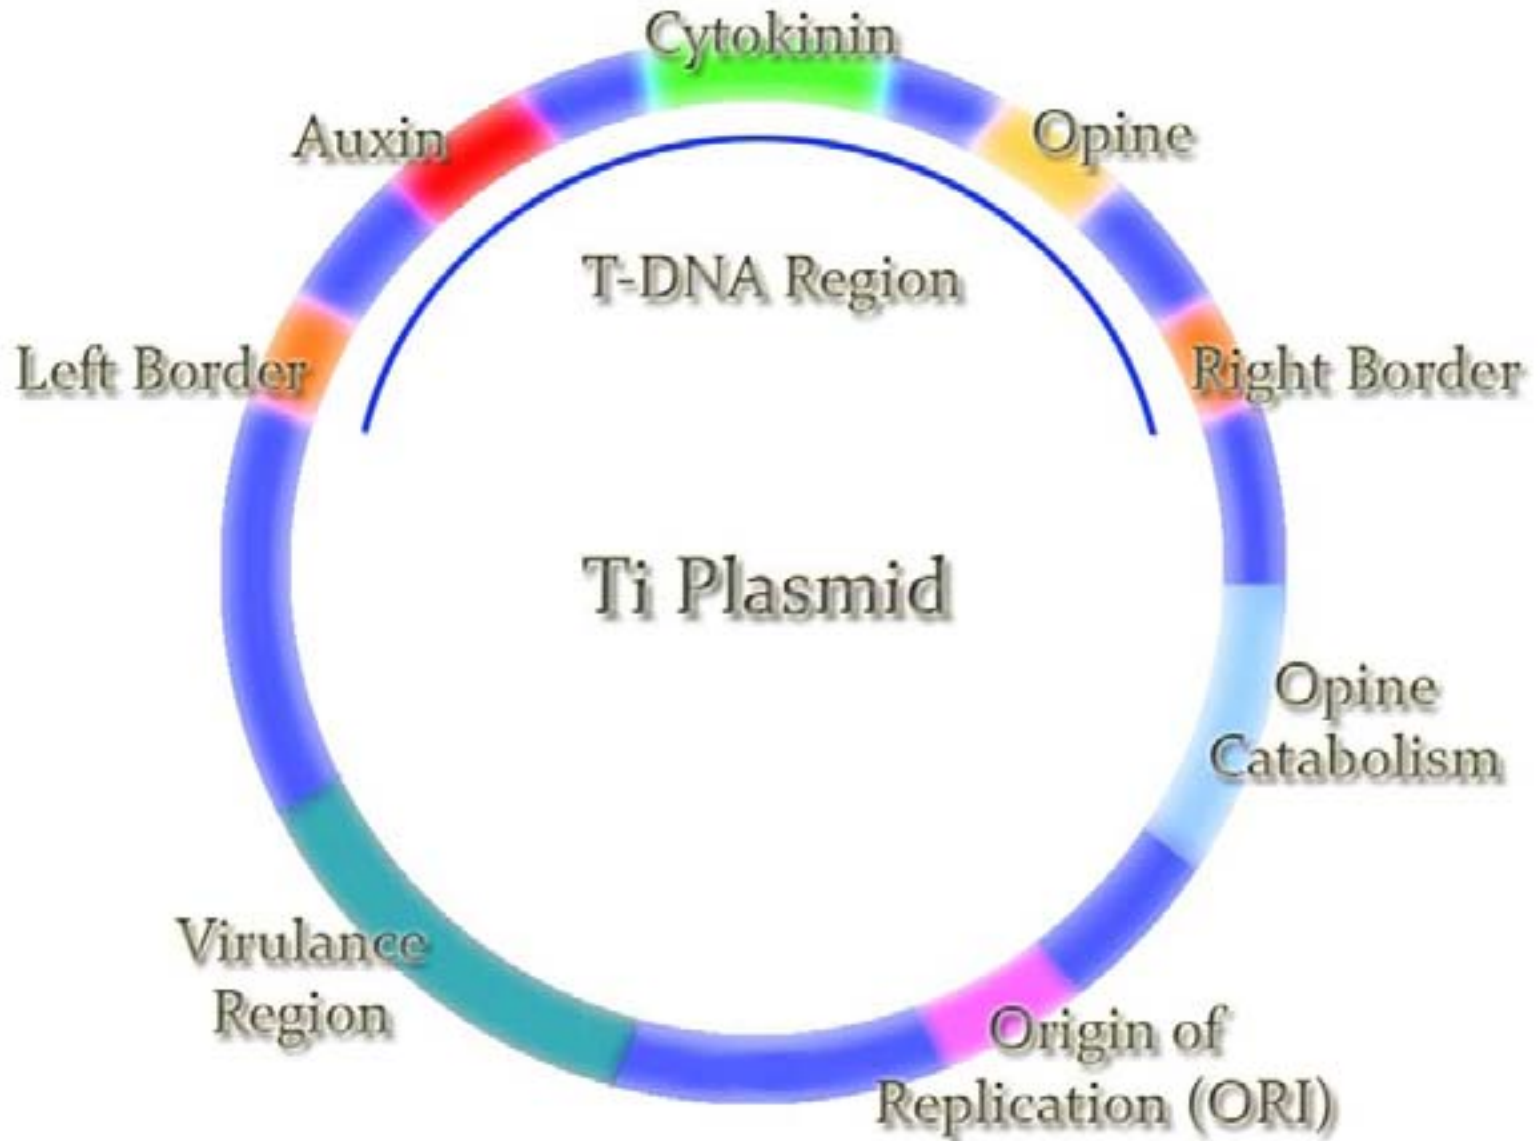 Cytokinin
Auxin
Opine
T-DNA Region
Left Border
Right Border
Ti Plasmid
Opine
Catabolism
Virulance
Region
Origin of
Replication (ORI)